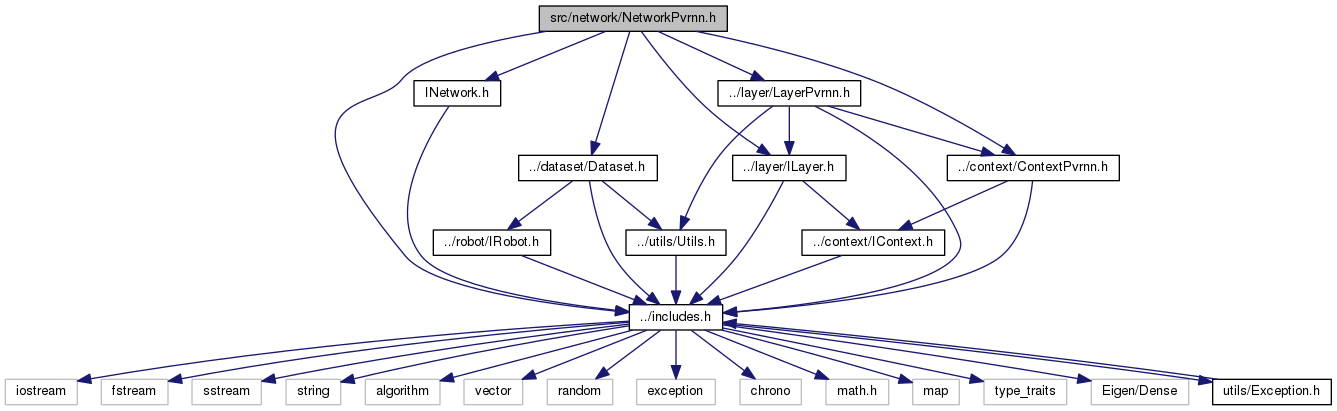 src/network/NetworkPvrnn.h
INetwork.h
../layer/LayerPvrnn.h
../dataset/Dataset.h
../layer/ILayer.h
../context/ContextPvrnn.h
../robot/IRobot.h
../utils/Utils.h
../context/IContext.h
../includes.h
iostream
fstream
sstream
string
algorithm
vector
random
exception
chrono
math.h
map
type_traits
Eigen/Dense
utils/Exception.h